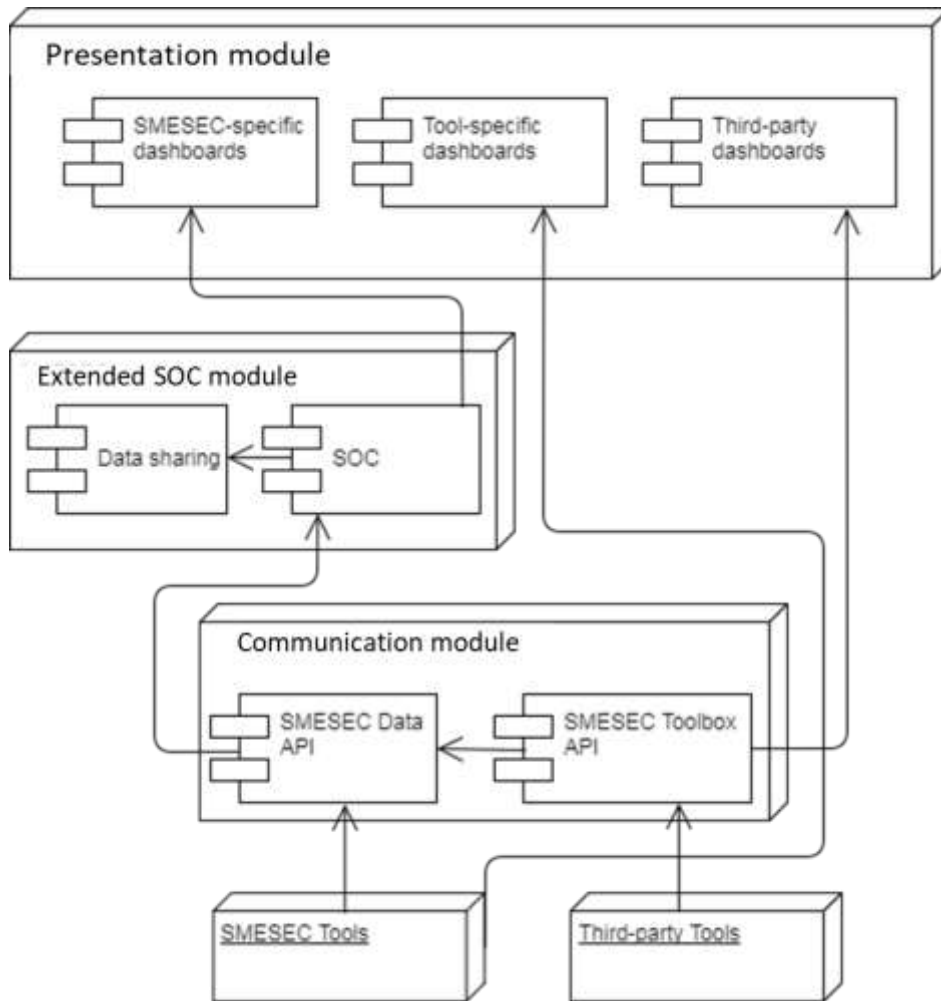 Presentation module
SMESEC-specific
dashboards
Tool-specific
dashboards
Third-party
dashboards
Extended SOC module
Data sharing
SOC
Communication module
SMESEC Data
API
SMESEC Toolbox
API
SMESEC Tools
Third-party Tools